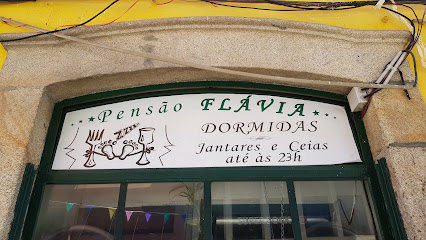 Pensão FLÁVIA
DORMIDAS
Jantares e Ceias
até às 23h